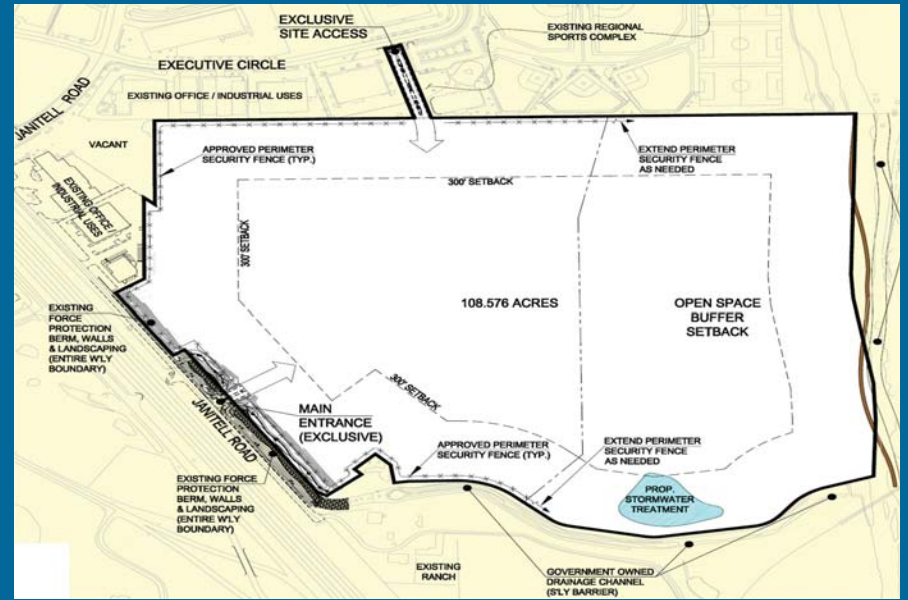 EXCLUSIVE
SITE ACCESS
EXISTING REGIONAL
SPORTS COMPLEX
EXECUTIVE CIRCLE
JANITELL ROAD
EXISTING OFFICE / INDUSTRIAL USES
VACANT
APPROVED PERIMETER
SECURITY FENCE (TYP.)
EXTEND PERIMETER
SECURITY FENCE
AS NEEDED
EXISTING OFFICE /
INDUSTRIAL USES
300' SETBACK
300' SETBACK
108.576 ACRES
OPEN SPACE
BUFFER
SETBACK
EXISTING
FORCE
PROTECTION
BERM, WALLS
& LANDSCAPING
(ENTIRE W'LY
BOUNDARY)
300' SETBACK
MAIN
ENTRANCE
(EXCLUSIVE)
JANITELL ROAD
APPROVED PERIMETER
SECURITY FENCE (TYP.)
EXTEND PERIMETER
SECURITY FENCE
AS NEEDED
EXISTING FORCE
PROTECTION
BERM, WALLS
& LANDSCAPING
(ENTIRE W'LY
BOUNDARY)
PROP.
STORMWATER
TREATMENT
EXISTING
RANCH
GOVERNMENT OWNED
DRAINAGE CHANNEL
(S'LY BARRIER)